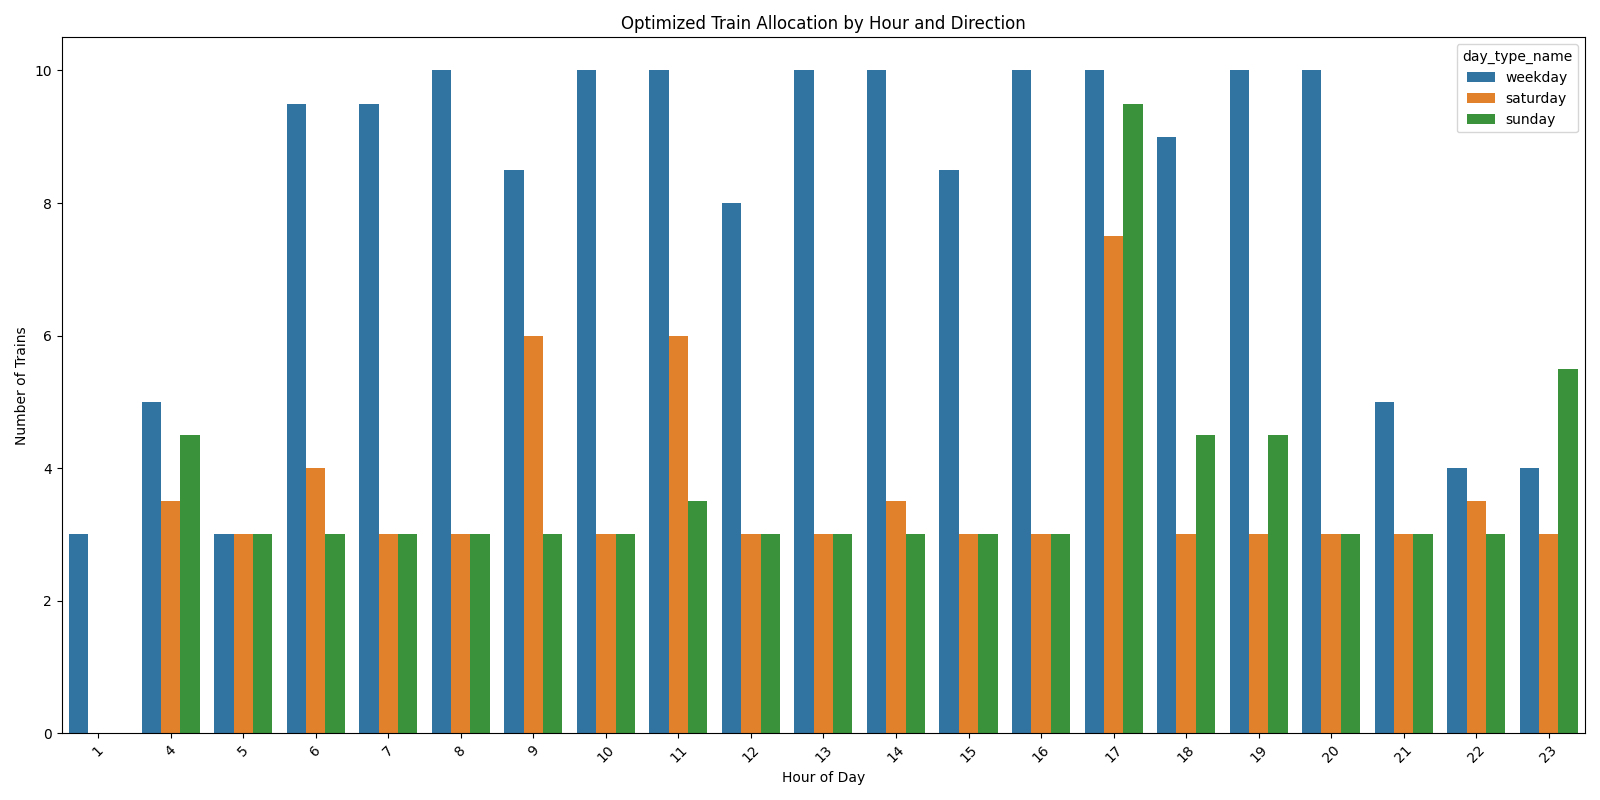 Optimized Train Allocation by Hour and Direction
day_type_name
weekday
saturday
sunday
Number of Trains
10
8
6
4
2
0
1 4 5 6 7 8 9 10 11 12 13 14 15 16 17 18 19 20 21 22 23
Hour of Day